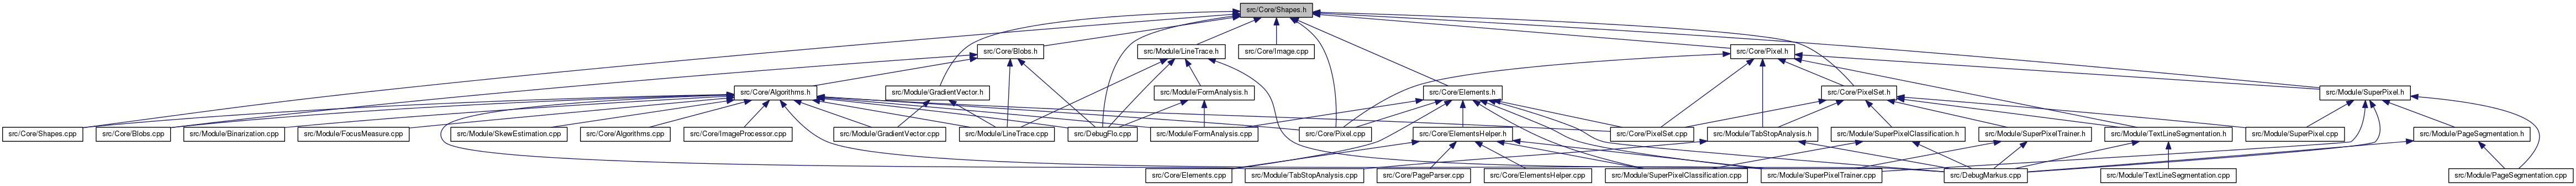 src/Core/Shapes.h
src/Core/Blobs.h
src/Module/LineTrace.h
src/Core/Image.cpp
src/Core/Pixel.h
src/Core/Algorithms.h
src/Module/GradientVector.h
src/Module/FormAnalysis.h
src/Core/Elements.h
src/Core/PixelSet.h
src/Module/SuperPixel.h
src/Core/Shapes.cpp
src/Core/Blobs.cpp
src/Module/Binarization.cpp
src/Module/FocusMeasure.cpp
src/Module/SkewEstimation.cpp
src/Core/Algorithms.cpp
src/Core/ImageProcessor.cpp
src/Module/GradientVector.cpp
src/Module/LineTrace.cpp
src/DebugFlo.cpp
src/Module/FormAnalysis.cpp
src/Core/Pixel.cpp
src/Core/ElementsHelper.h
src/Core/PixelSet.cpp
src/Module/TabStopAnalysis.h
src/Module/SuperPixelClassification.h
src/Module/SuperPixelTrainer.h
src/Module/TextLineSegmentation.h
src/Module/SuperPixel.cpp
src/Module/PageSegmentation.h
src/Core/Elements.cpp
src/Module/TabStopAnalysis.cpp
src/Core/PageParser.cpp
src/Core/ElementsHelper.cpp
src/Module/SuperPixelClassification.cpp
src/Module/SuperPixelTrainer.cpp
src/DebugMarkus.cpp
src/Module/TextLineSegmentation.cpp
src/Module/PageSegmentation.cpp